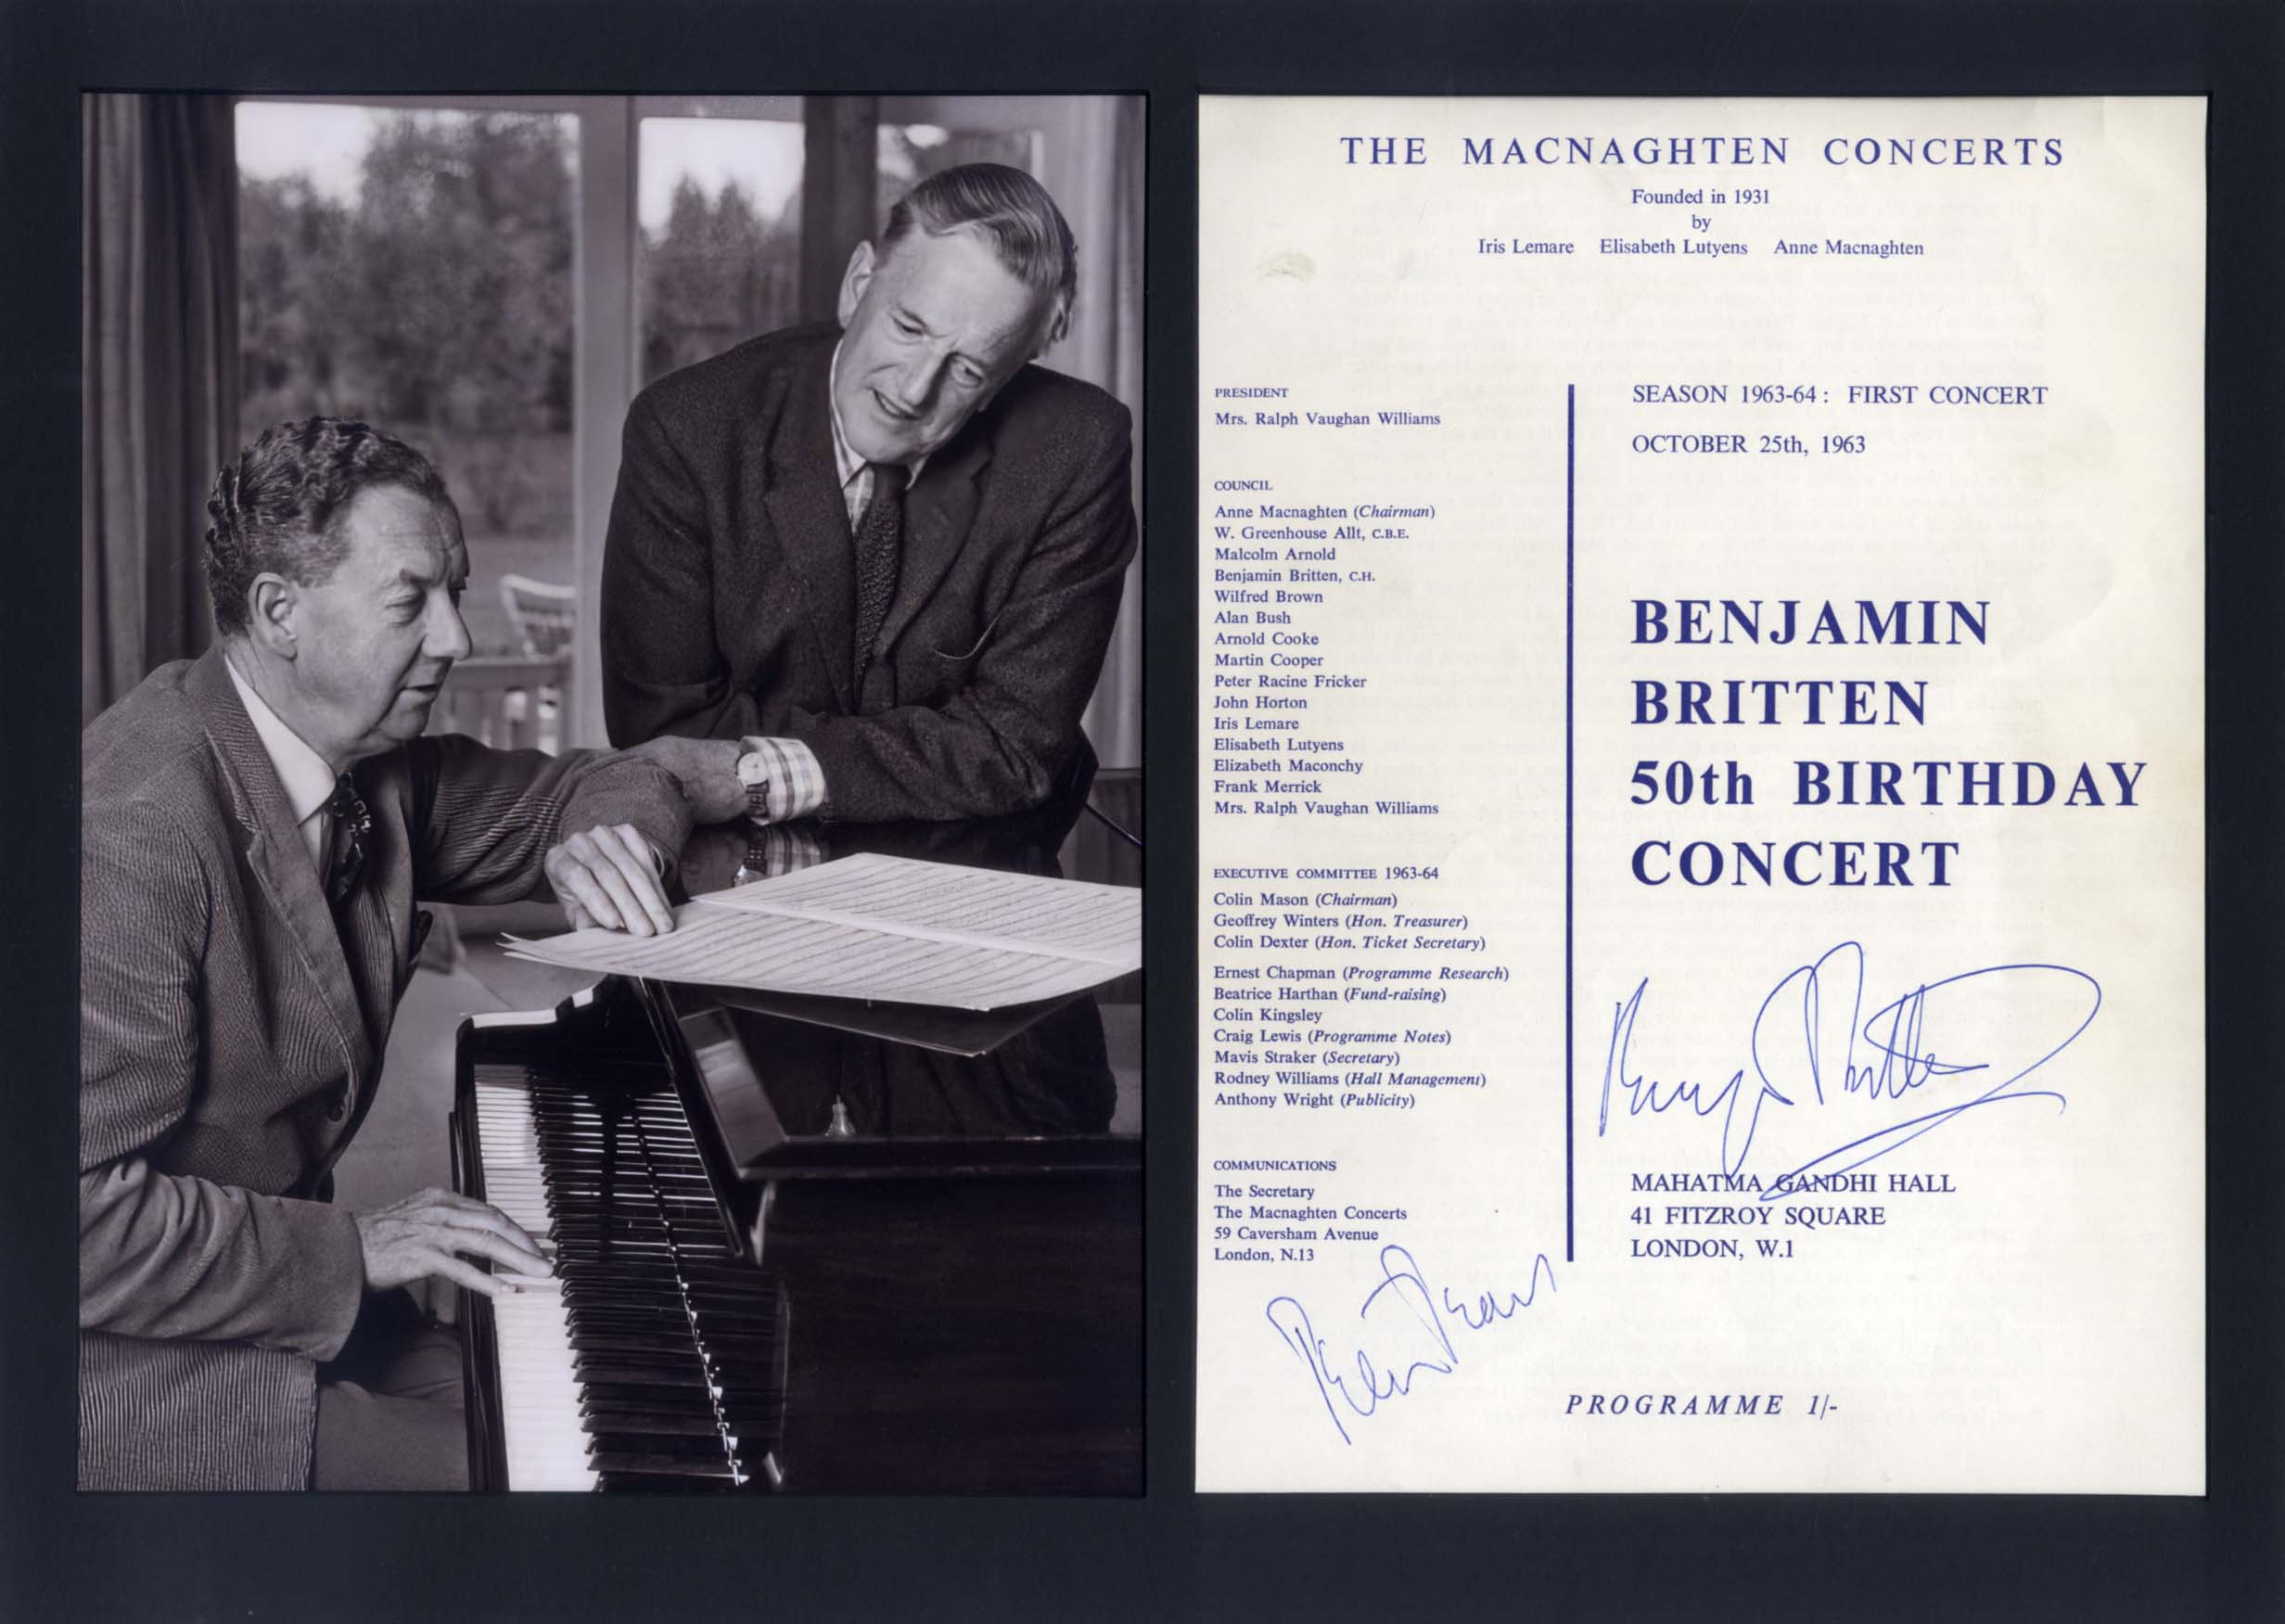 THE MACNAGHTEN CONCERTS
Founded in 1931
by
Iris Lemare Elisabeth Lutyens Anne Macnaghten
PRESIDENT
Mrs. Ralph Vaughan Williams
COUNCIL
Anne Macnaghten (Chairman)
W. Greenhouse Allt, C.B.E.
Malcolm Arnold
Benjamin Britten, C.H.
Wilfred Brown
Alan Bush
Arnold Cooke
Martin Cooper
Peter Racine Fricker
John Horton
Iris Lemare
Elisabeth Lutyens
Elizabeth Maconchy
Frank Merrick
Mrs. Ralph Vaughan Williams
EXECUTIVE COMMITTEE 1963-64
Colin Mason (Chairman)
Geoffrey Winters (Hon. Treasurer)
Colin Dexter (Hon. Ticket Secretary)
Ernest Chapman (Programme Research)
Beatrice Harthan (Fund-raising)
Colin Kingsley
Craig Lewis (Programme Notes)
Mavis Straker (Secretary)
Rodney Williams (Hall Management)
Anthony Wright (Publicity)
COMMUNICATIONS
The Secretary
The Macnaghten Concerts
59 Caversham Avenue
London, N.13
Peter Pears
SEASON 1963-64 : FIRST CONCERT
OCTOBER 25th, 1963
BENJAMIN
BRITTEN
50th BIRTHDAY
CONCERT
Benjamin Britten
MAHATMA GANDHI HALL
41 FITZROY SQUARE
LONDON, W.1
PROGRAMME 1/-